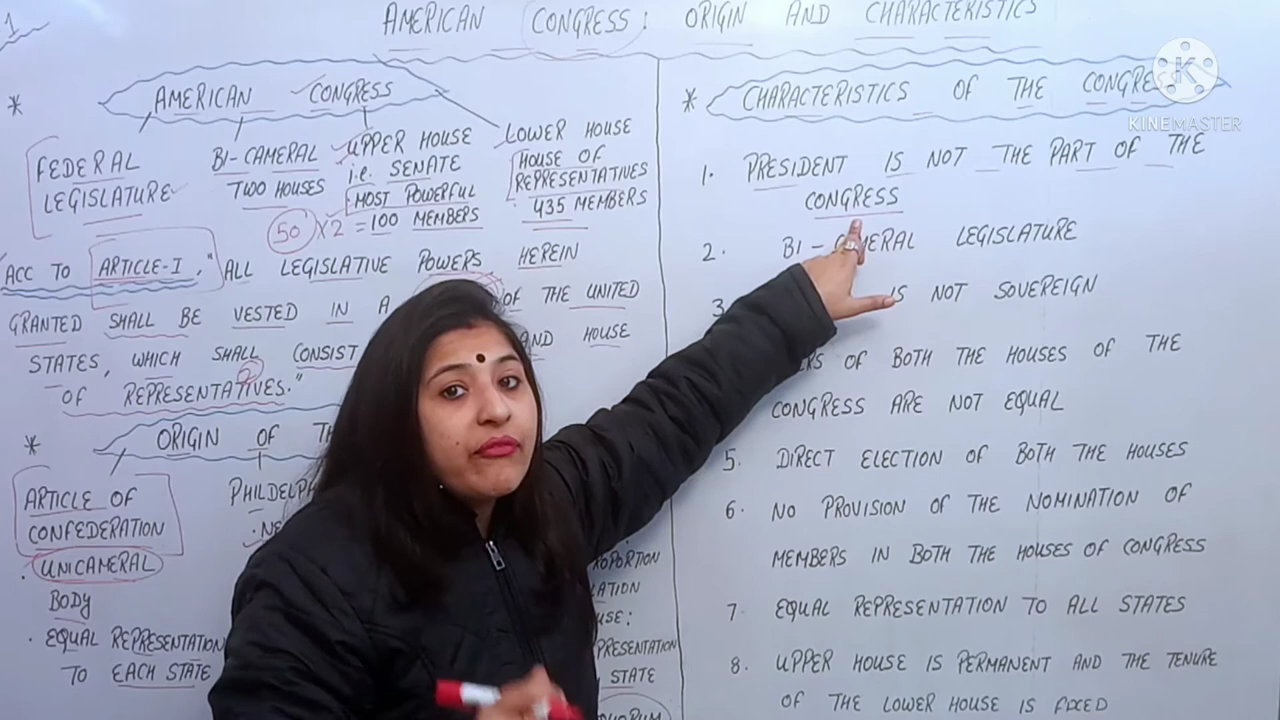 1
AMERICAN CONGRESS: ORIGIN AND CHARACTERISTICS
* AMERICAN CONGRESS
FEDERAL
LEGISLATURE
BI-CAMERAL
TWO HOUSES
UPPER HOUSE
i.e. SENATE
MOST POWERFUL
50 X 2 = 100 MEMBERS
LOWER HOUSE
HOUSE OF
REPRESENTATIVES
435 MEMBERS
ACC TO ARTICLE-I, "ALL LEGISLATIVE POWERS HEREIN
GRANTED SHALL BE VESTED IN A OF THE UNITED
STATES, WHICH SHALL CONSIST AND HOUSE
OF REPRESENTATIVES."
2
* ORIGIN OF
ARTICLE OF
CONFEDERATION
· UNICAMERAL
BODY
· EQUAL REPRESENTATION
TO EACH STATE
STATE
* CHARACTERISTICS OF THE CONGRESS
1. PRESIDENT IS NOT THE PART OF THE
CONGRESS
2. BI-CAMERAL LEGISLATURE
3 IS NOT SOVEREIGN
OF BOTH THE HOUSES OF THE
CONGRESS ARE NOT EQUAL
5. DIRECT ELECTION OF BOTH THE HOUSES
6. NO PROVISION OF THE NOMINATION OF
MEMBERS IN BOTH THE HOUSES OF CONGRESS
7 EQUAL REPRESENTATION TO ALL STATES
8. UPPER HOUSE IS PERMANENT AND THE TENURE
OF THE LOWER HOUSE IS FIXED
K
KINEMASTER